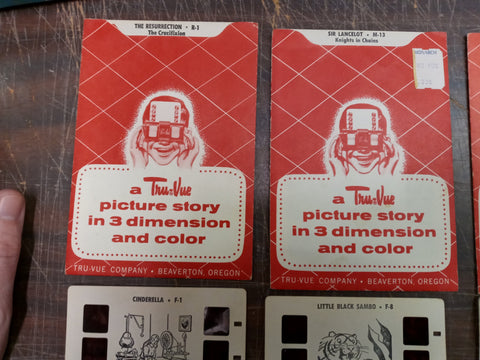 THE RESURRECTION • R-3
The Crucifixion
a Tru-Vue
picture story
in 3 dimension
and color
TRU-VUE COMPANY • BEAVERTON, OREGON
SIR LANCELOT • M-13
Knights in Chains
MONARCH
a Tru-Vue
picture story
in 3 dimension
and color
TRU-VUE COMPANY • BEAVERTON, OREGON
CINDERELLA • F-1
LITTLE BLACK SAMBO • F-8